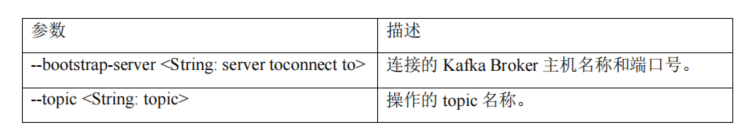 参数 描述
--bootstrap-server <String: server toconnect to> 连接的 Kafka Broker 主机名称和端口号。
--topic <String: topic> 操作的 topic 名称。